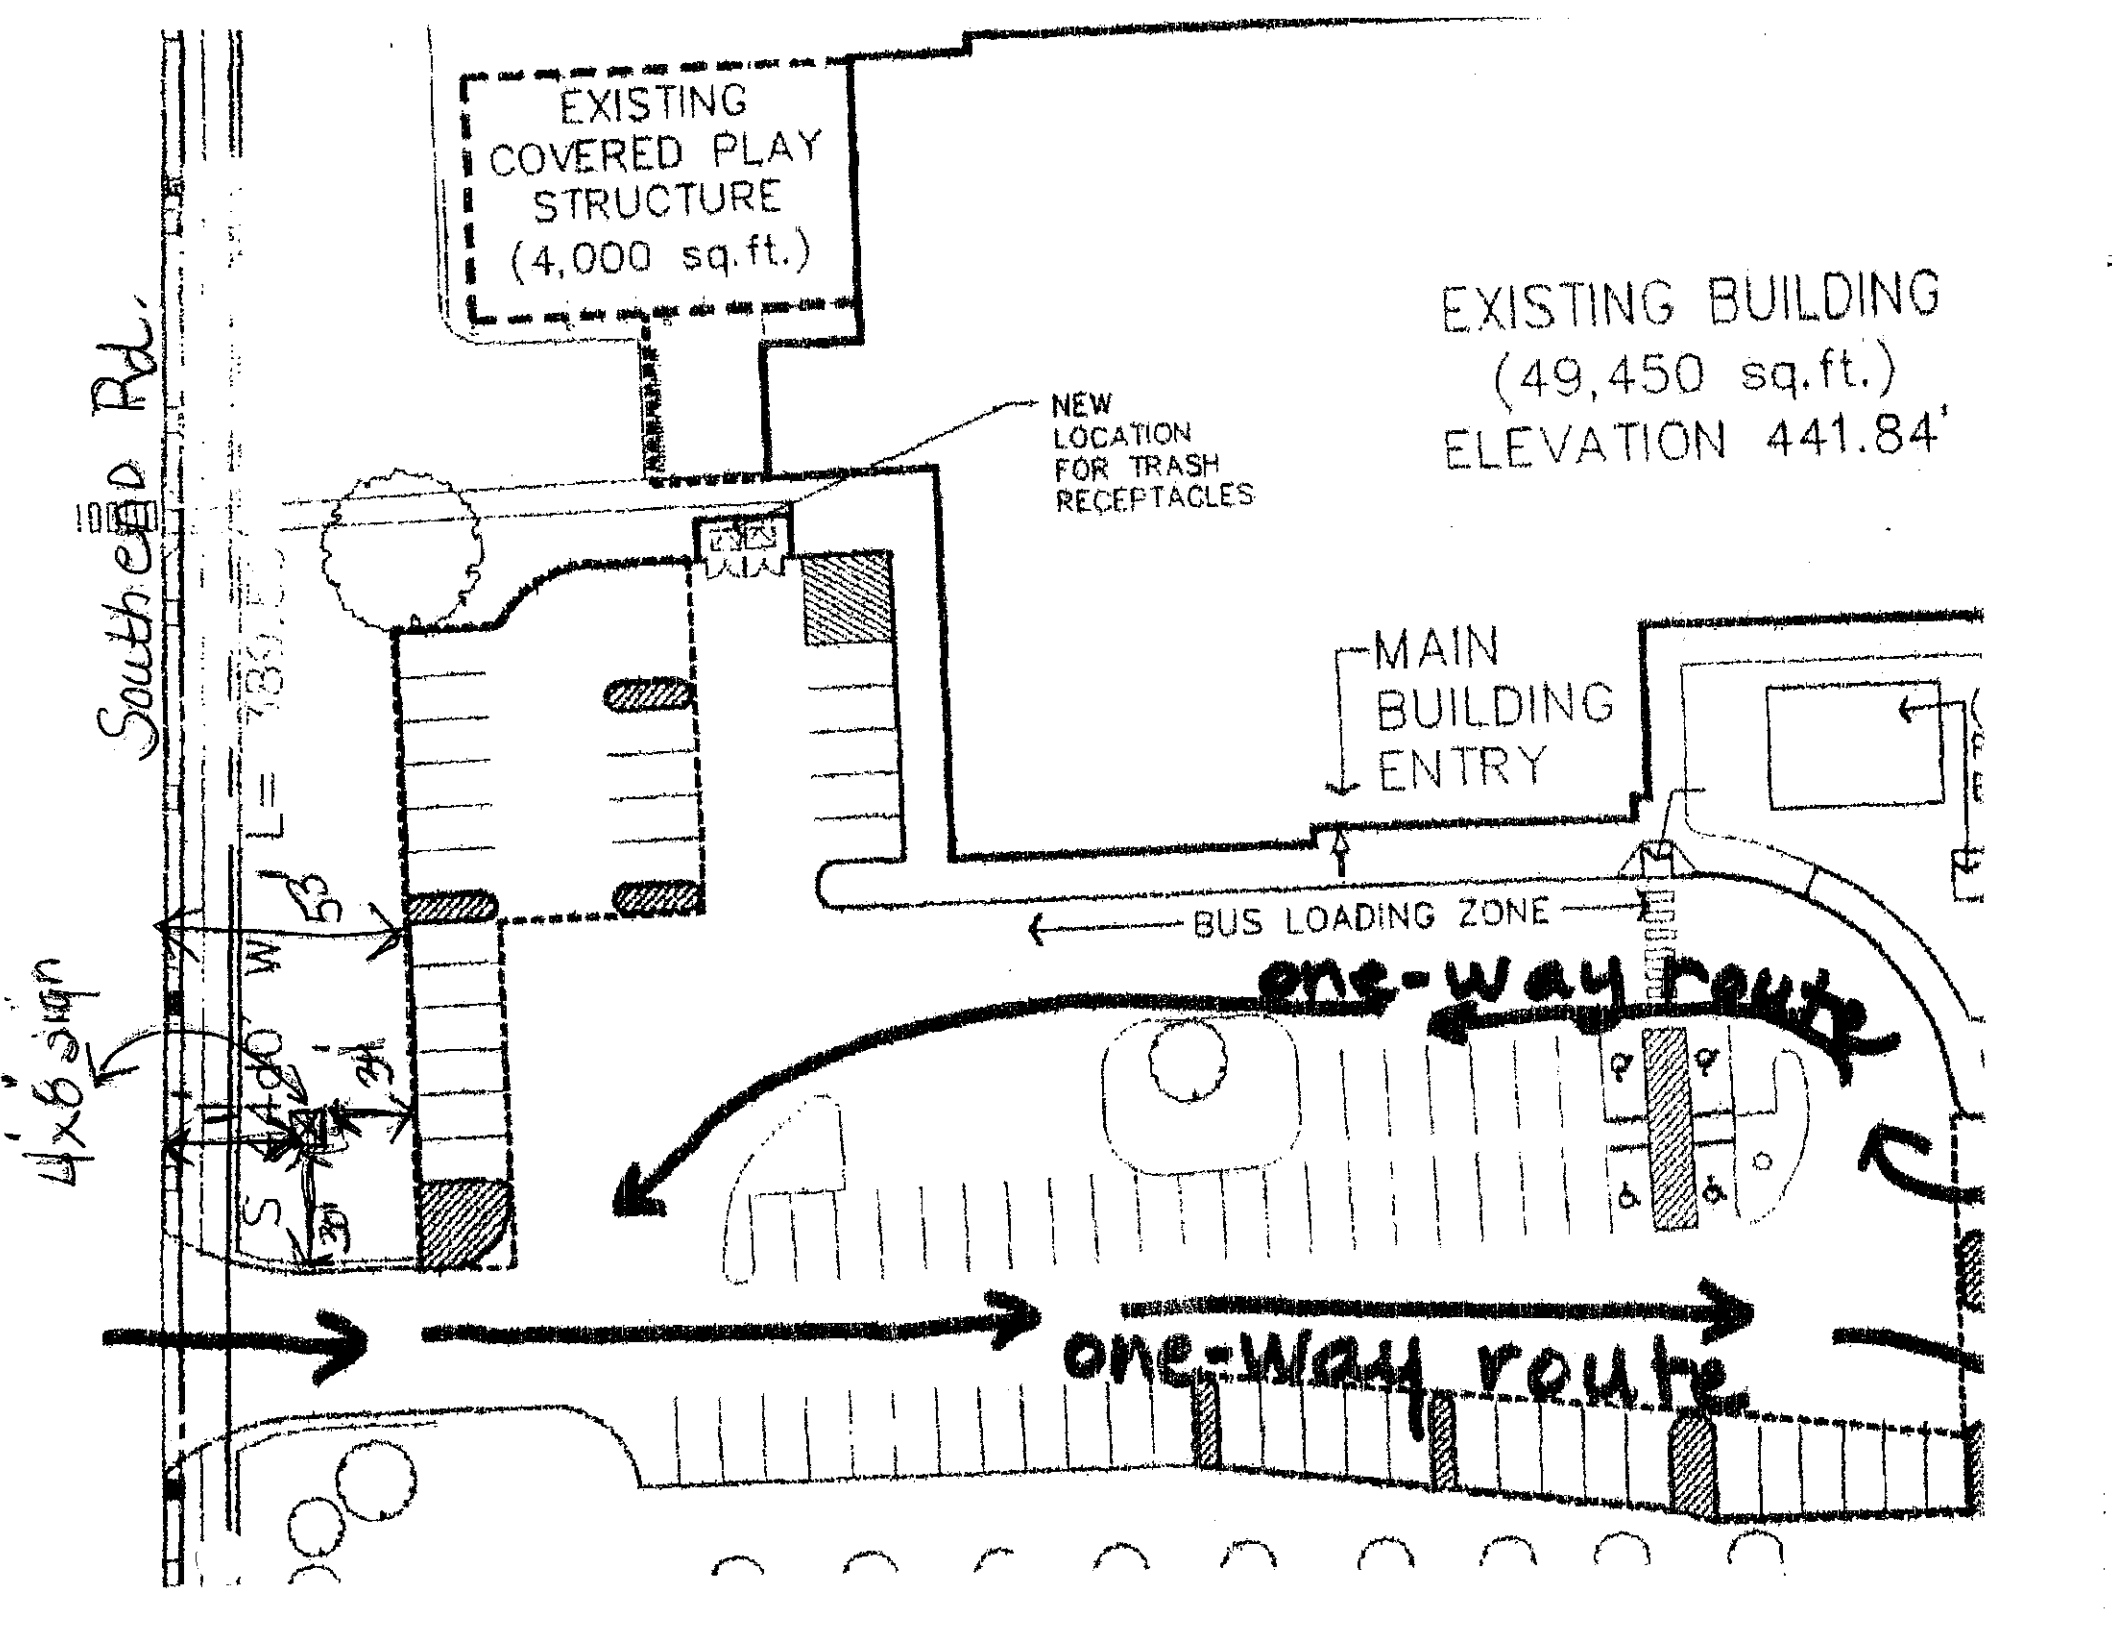 EXISTING
COVERED PLAY
STRUCTURE
(4,000 sq.ft.)
EXISTING BUILDING
(49,450 sq.ft.)
ELEVATION 441.84'
NEW
LOCATION
FOR TRASH
RECEPTACLES
Southend Rd.
MAIN
BUILDING
ENTRY
L=
W
S
53'
BUS LOADING ZONE
one-way route
4'x8' sign
31'
30'
one-way route